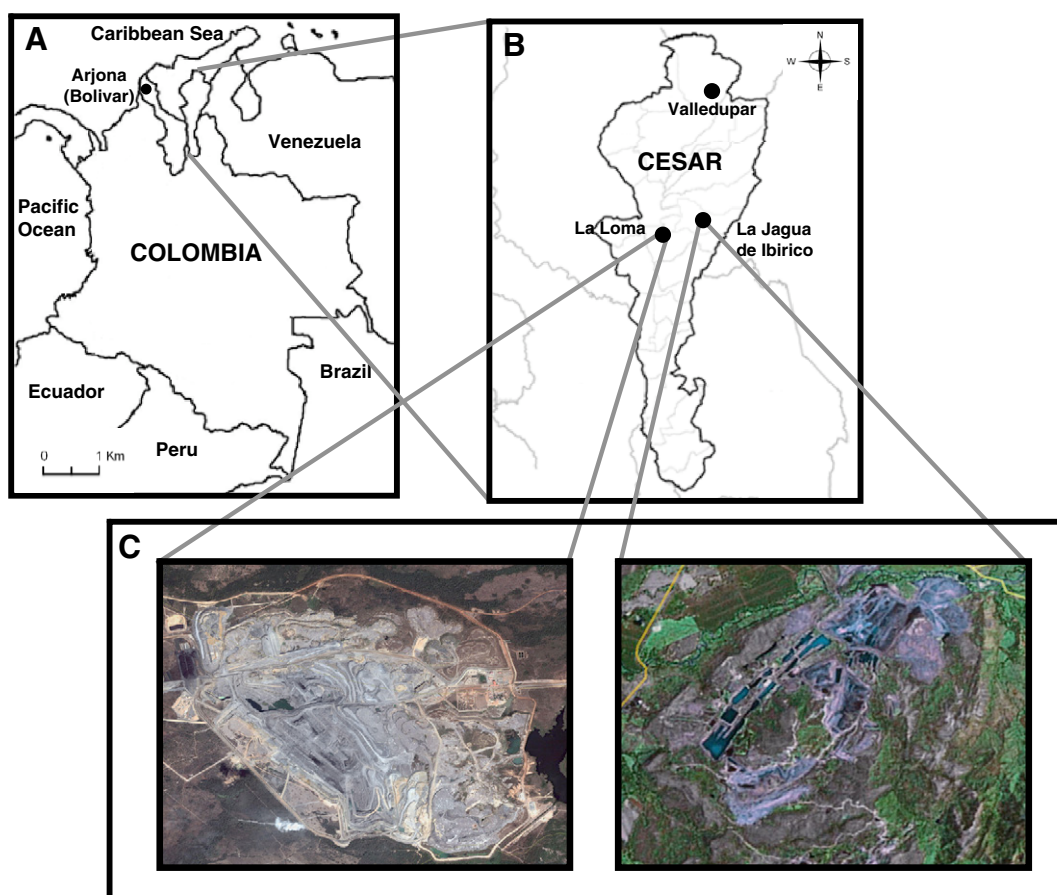 A
Caribbean Sea
Arjona
(Bolivar)
Venezuela
Pacific
Ocean
COLOMBIA
Ecuador
Brazil
Peru
0 1 Km
B
N
W S
E
Valledupar
CESAR
La Loma
La Jagua
de Ibirico
C